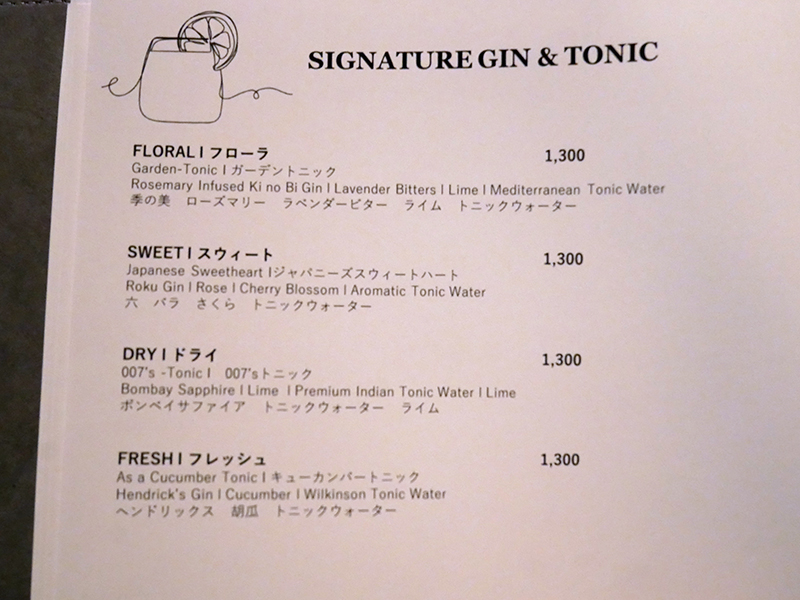 SIGNATURE GIN & TONIC
FLORAL I フローラ 1,300
Garden-Tonic I ガーデントニック
Rosemary Infused Ki no Bi Gin I Lavender Bitters I Lime I Mediterranean Tonic Water
季の美 ローズマリー ラベンダービター ライム トニックウォーター
SWEET I スウィート 1,300
Japanese Sweetheart Iジャパニーズスウィートハート
Roku Gin I Rose I Cherry Blossom I Aromatic Tonic Water
六 バラ さくら トニックウォーター
DRY I ドライ 1,300
007's -Tonic I 007'sトニック
Bombay Sapphire I Lime I Premium Indian Tonic Water I Lime
ボンベイサファイア トニックウォーター ライム
FRESH I フレッシュ 1,300
As a Cucumber Tonic I キューカンバートニック
Hendrick's Gin I Cucumber I Wilkinson Tonic Water
ヘンドリックス 胡瓜 トニックウォーター